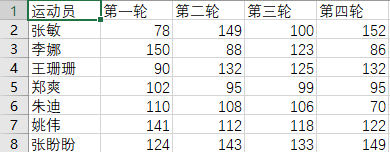 1 运动员 第一轮 第二轮 第三轮 第四轮
2 张敏 78 149 100 152
3 李娜 150 88 123 86
4 王珊珊 90 132 125 132
5 郑爽 102 95 99 95
6 朱迪 110 108 106 70
7 姚伟 141 112 118 122
8 张盼盼 124 143 133 149